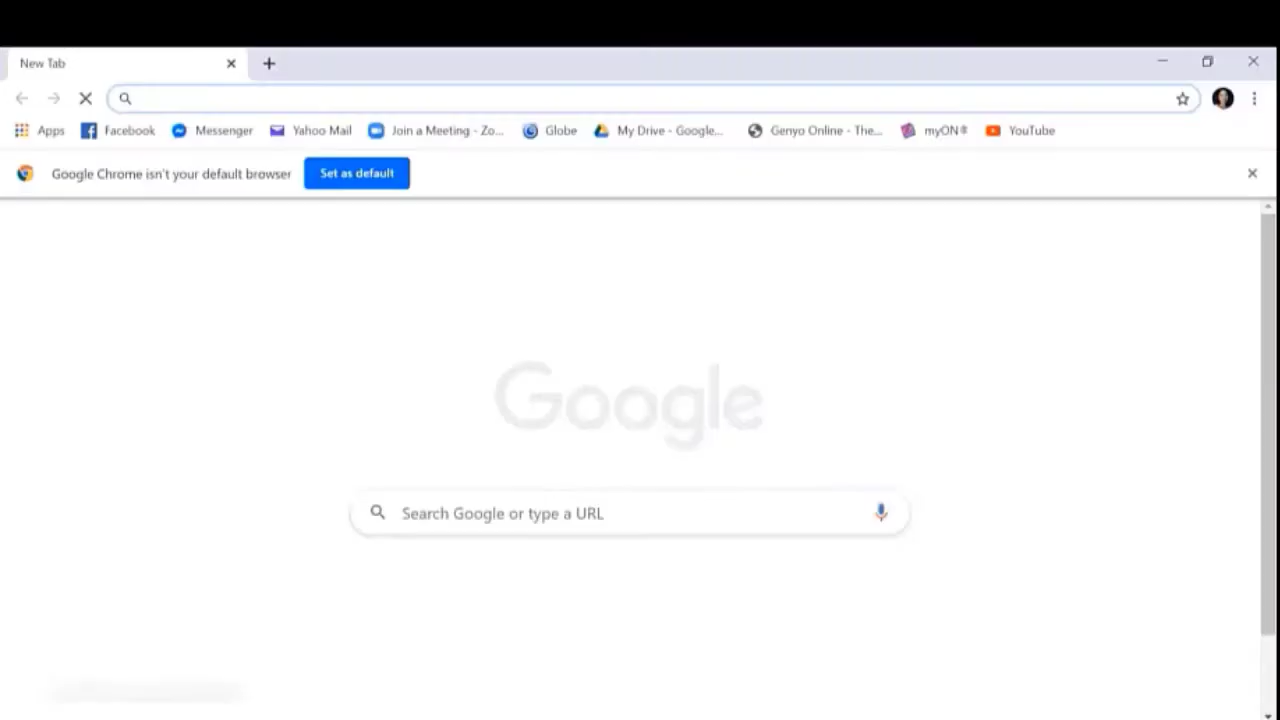 New Tab
Apps Facebook Messenger Yahoo Mail Join a Meeting - Zo... Globe My Drive - Google... Genyo Online - The... myON® YouTube
Google Chrome isn't your default browser Set as default
Google
Search Google or type a URL